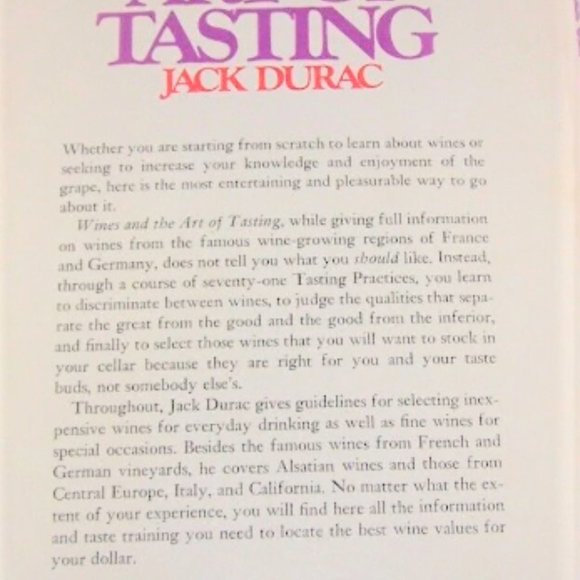 ART OF
TASTING
JACK DURAC
Whether you are starting from scratch to learn about wines or
seeking to increase your knowledge and enjoyment of the
grape, here is the most entertaining and pleasurable way to go
about it.
Wines and the Art of Tasting, while giving full information
on wines from the famous wine-growing regions of France
and Germany, does not tell you what you should like. Instead,
through a course of seventy-one Tasting Practices, you learn
to discriminate between wines, to judge the qualities that sepa-
rate the great from the good and the good from the inferior,
and finally to select those wines that you will want to stock in
your cellar because they are right for you and your taste
buds, not somebody else's.
Throughout, Jack Durac gives guidelines for selecting inex-
pensive wines for everyday drinking as well as fine wines for
special occasions. Besides the famous wines from French and
German vineyards, he covers Alsatian wines and those from
Central Europe, Italy, and California. No matter what the ex-
tent of your experience, you will find here all the information
and taste training you need to locate the best wine values for
your dollar.